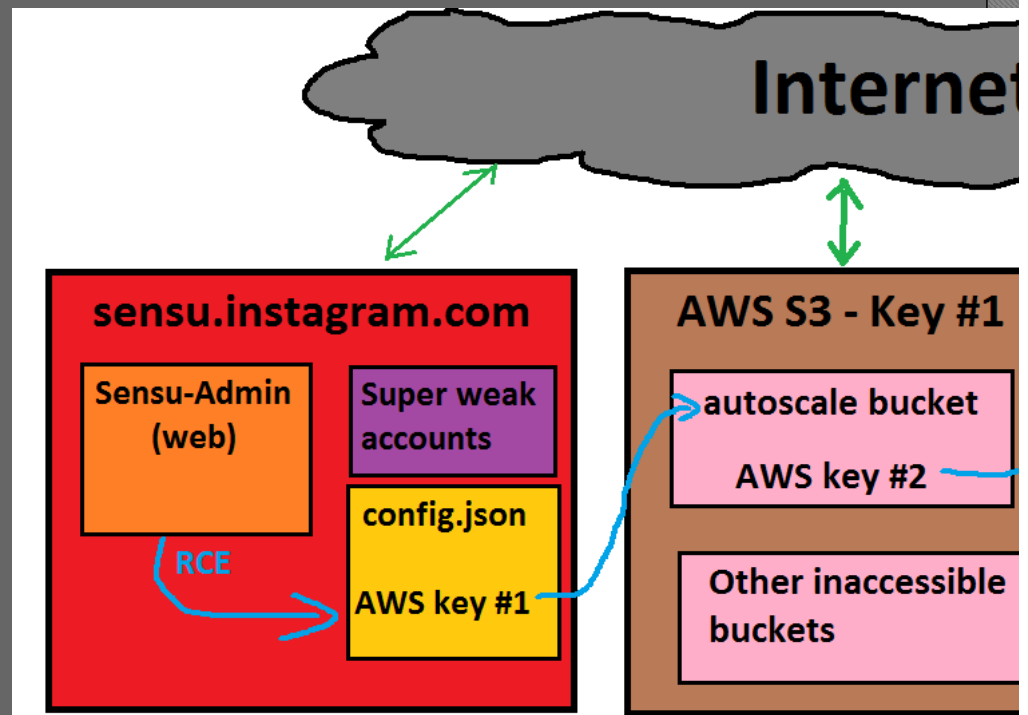 Internet
sensu.instagram.com
Sensu-Admin
(web)
Super weak
accounts
config.json
RCE
AWS key #1
AWS S3 - Key #1
autoscale bucket
AWS key #2
Other inaccessible
buckets